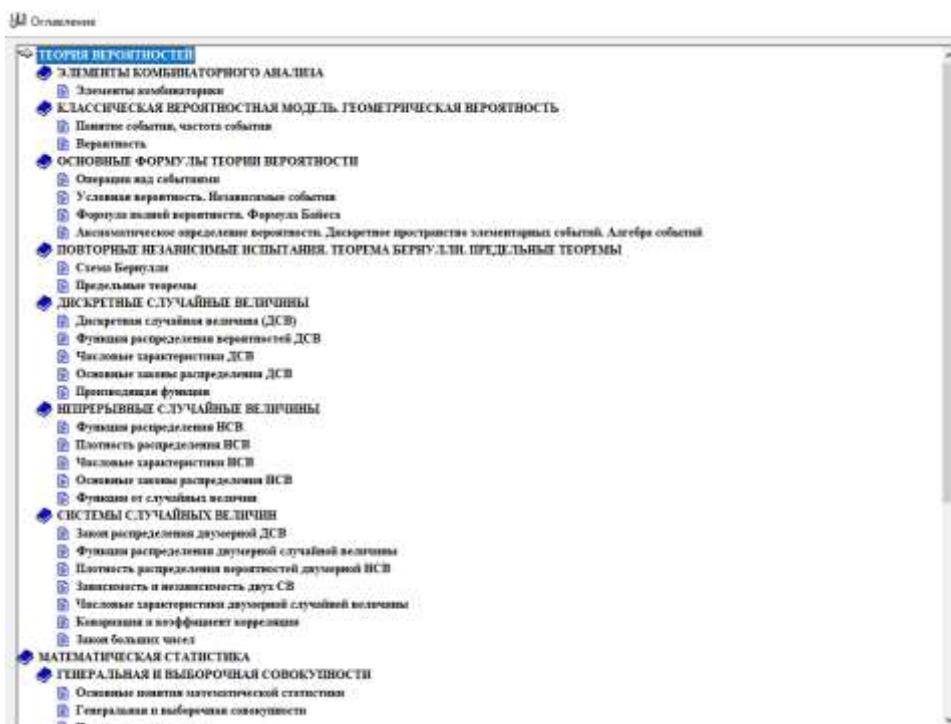 Оглавление
ТЕОРИЯ ВЕРОЯТНОСТЕЙ
ЭЛЕМЕНТЫ КОМБИНАТОРНОГО АНАЛИЗА
Элементы комбинаторики
КЛАССИЧЕСКАЯ ВЕРОЯТНОСТНАЯ МОДЕЛЬ. ГЕОМЕТРИЧЕСКАЯ ВЕРОЯТНОСТЬ
Понятие события, частота события
Вероятность
ОСНОВНЫЕ ФОРМУЛЫ ТЕОРИИ ВЕРОЯТНОСТИ
Операции над событиями
Условная вероятность. Независимые события
Формула полной вероятности. Формула Байеса
Аксиоматическое определение вероятности. Дискретное пространство элементарных событий. Алгебра событий
ПОВТОРНЫЕ НЕЗАВИСИМЫЕ ИСПЫТАНИЯ. ТЕОРЕМА БЕРНУЛЛИ. ПРЕДЕЛЬНЫЕ ТЕОРЕМЫ
Схема Бернулли
Предельные теоремы
ДИСКРЕТНЫЕ СЛУЧАЙНЫЕ ВЕЛИЧИНЫ
Дискретная случайная величина (ДСВ)
Функция распределения вероятностей ДСВ
Числовые характеристики ДСВ
Основные законы распределения ДСВ
Производящая функция
НЕПРЕРЫВНЫЕ СЛУЧАЙНЫЕ ВЕЛИЧИНЫ
Функция распределения НСВ
Плотность распределения НСВ
Числовые характеристики НСВ
Основные законы распределения НСВ
Функции от случайных величин
СИСТЕМЫ СЛУЧАЙНЫХ ВЕЛИЧИН
Закон распределения двумерной ДСВ
Функция распределения двумерной случайной величины
Плотность распределения вероятностей двумерной НСВ
Зависимость и независимость двух СВ
Числовые характеристики двумерной случайной величины
Ковариация и коэффициент корреляции
Закон больших чисел
МАТЕМАТИЧЕСКАЯ СТАТИСТИКА
ГЕНЕРАЛЬНАЯ И ВЫБОРОЧНАЯ СОВОКУПНОСТИ
Основные понятия математической статистики
Генеральная и выборочная совокупности